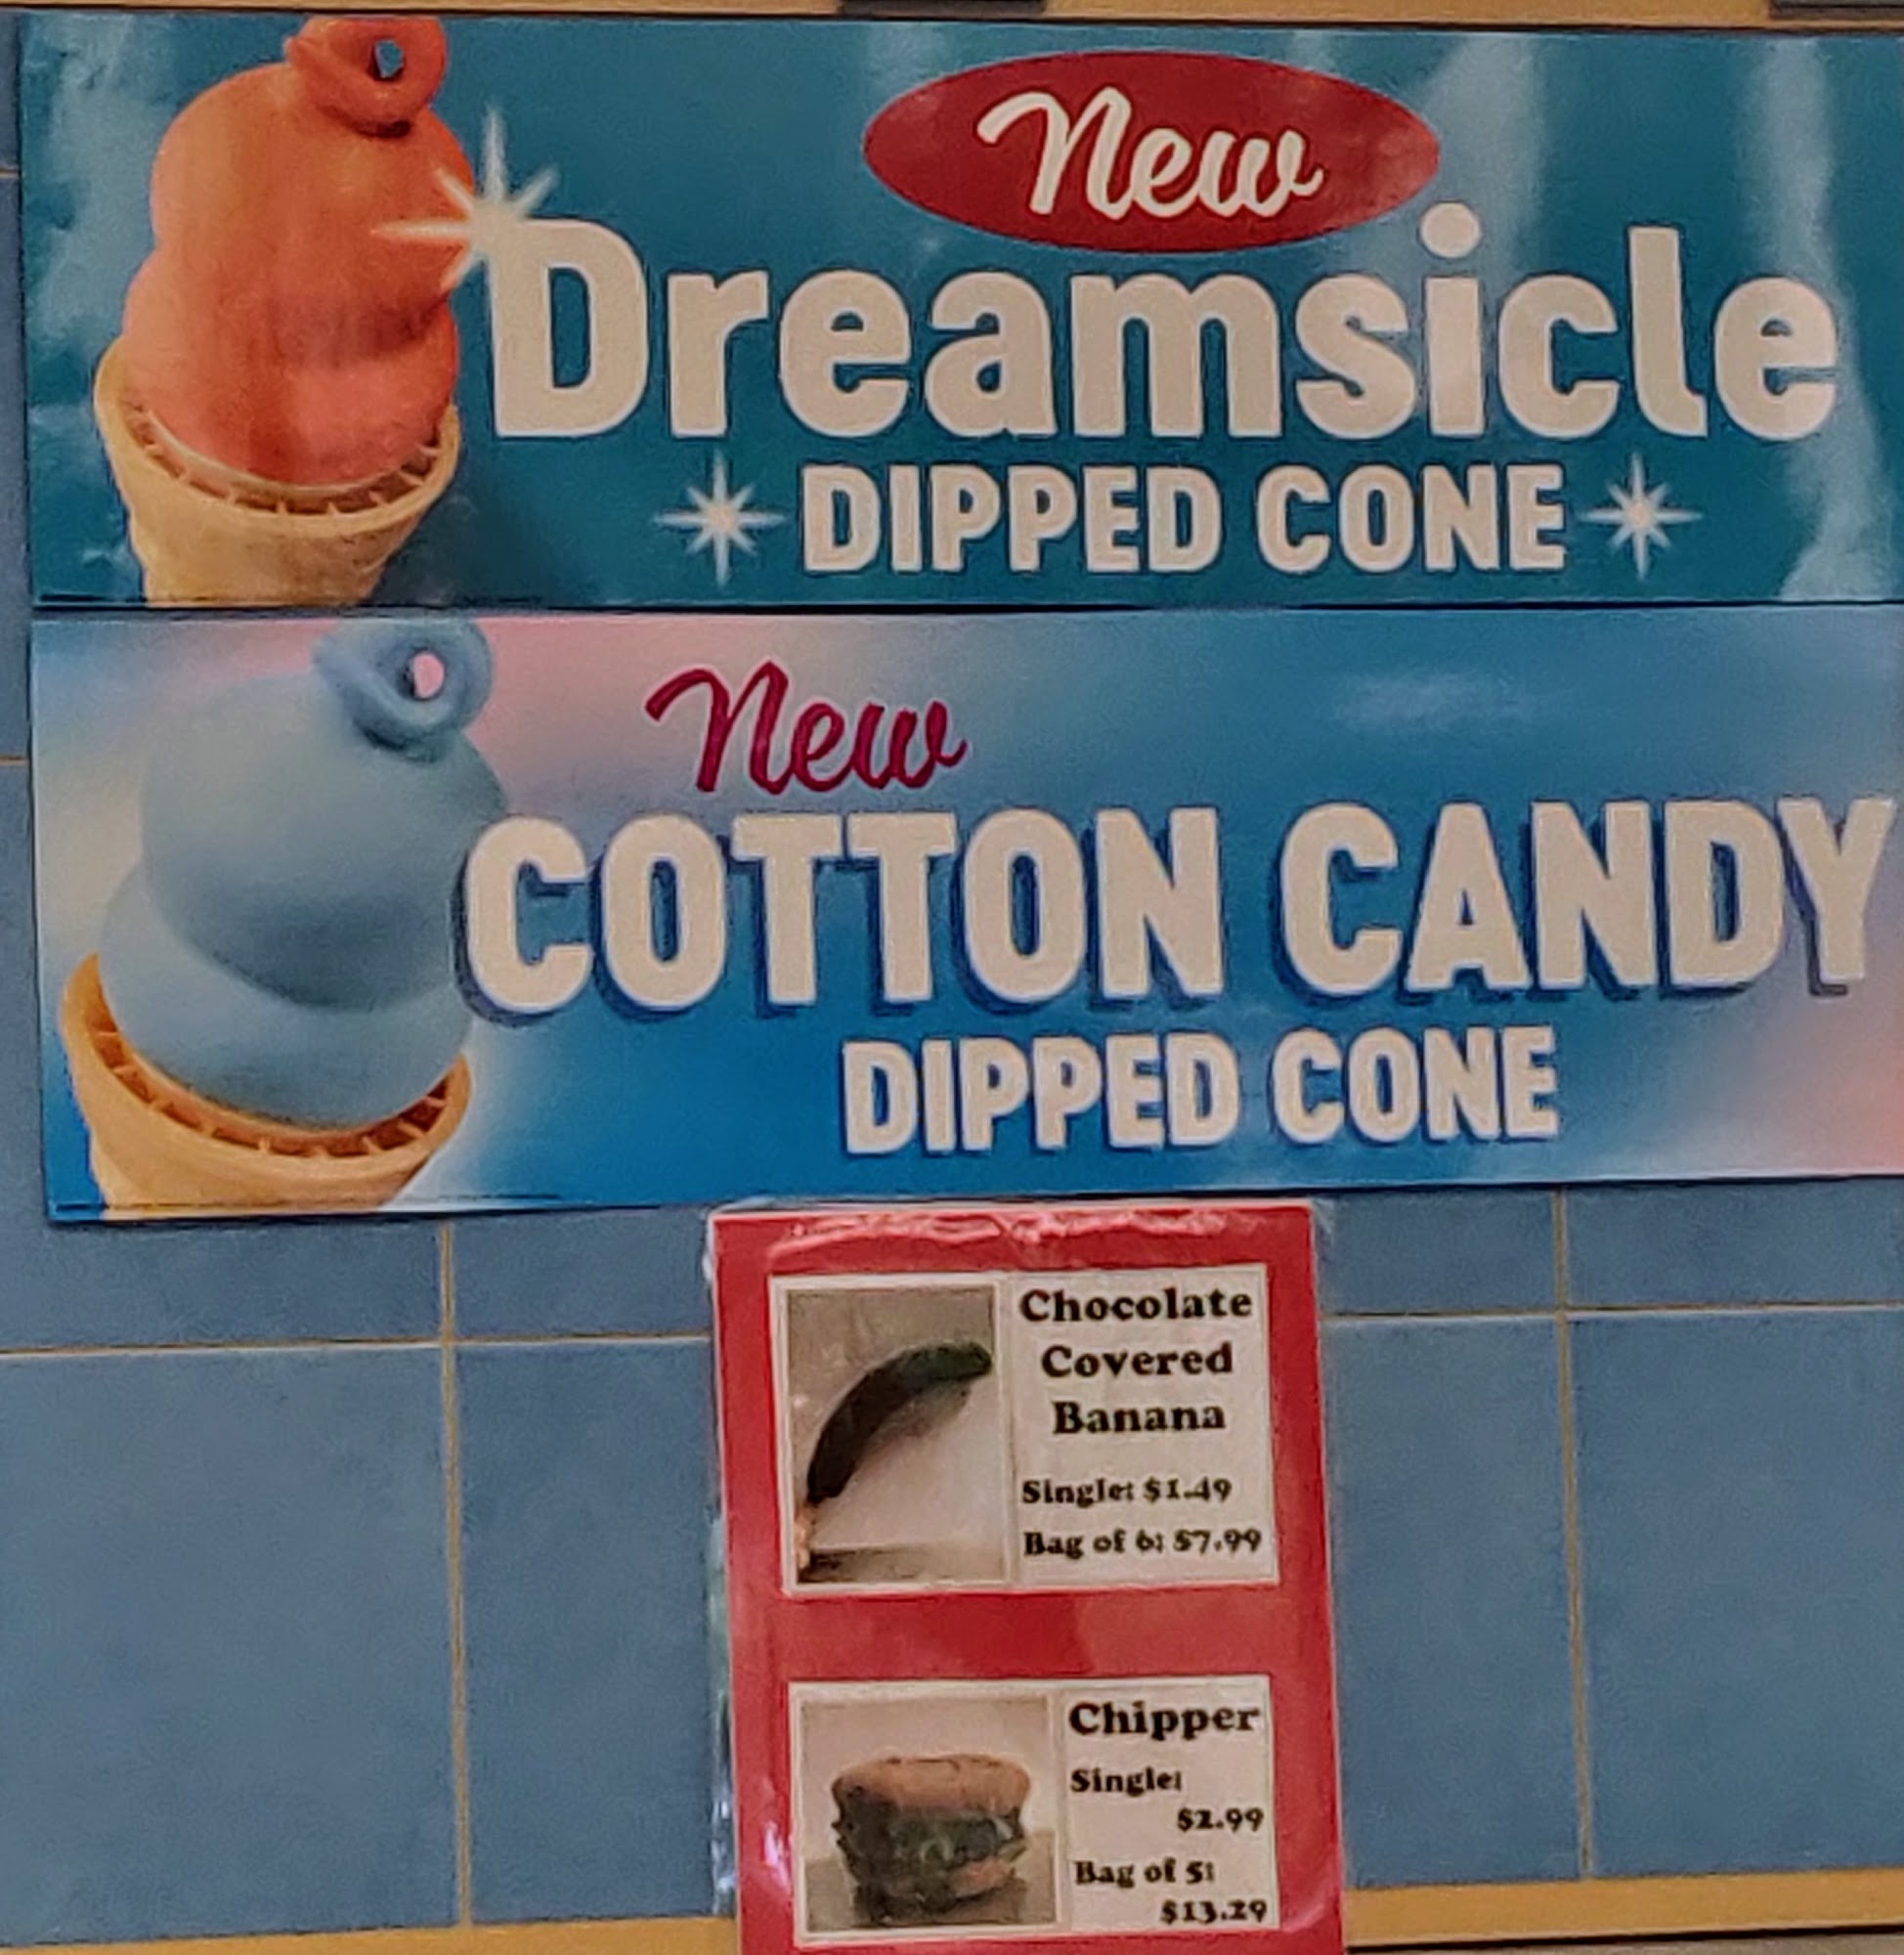 New
Dreamsicle
DIPPED CONE
New
COTTON CANDY
DIPPED CONE
Chocolate
Covered
Banana
Single: $1.49
Bag of 6: $7.99
Chipper
Single:
$2.99
Bag of 5:
$13.29